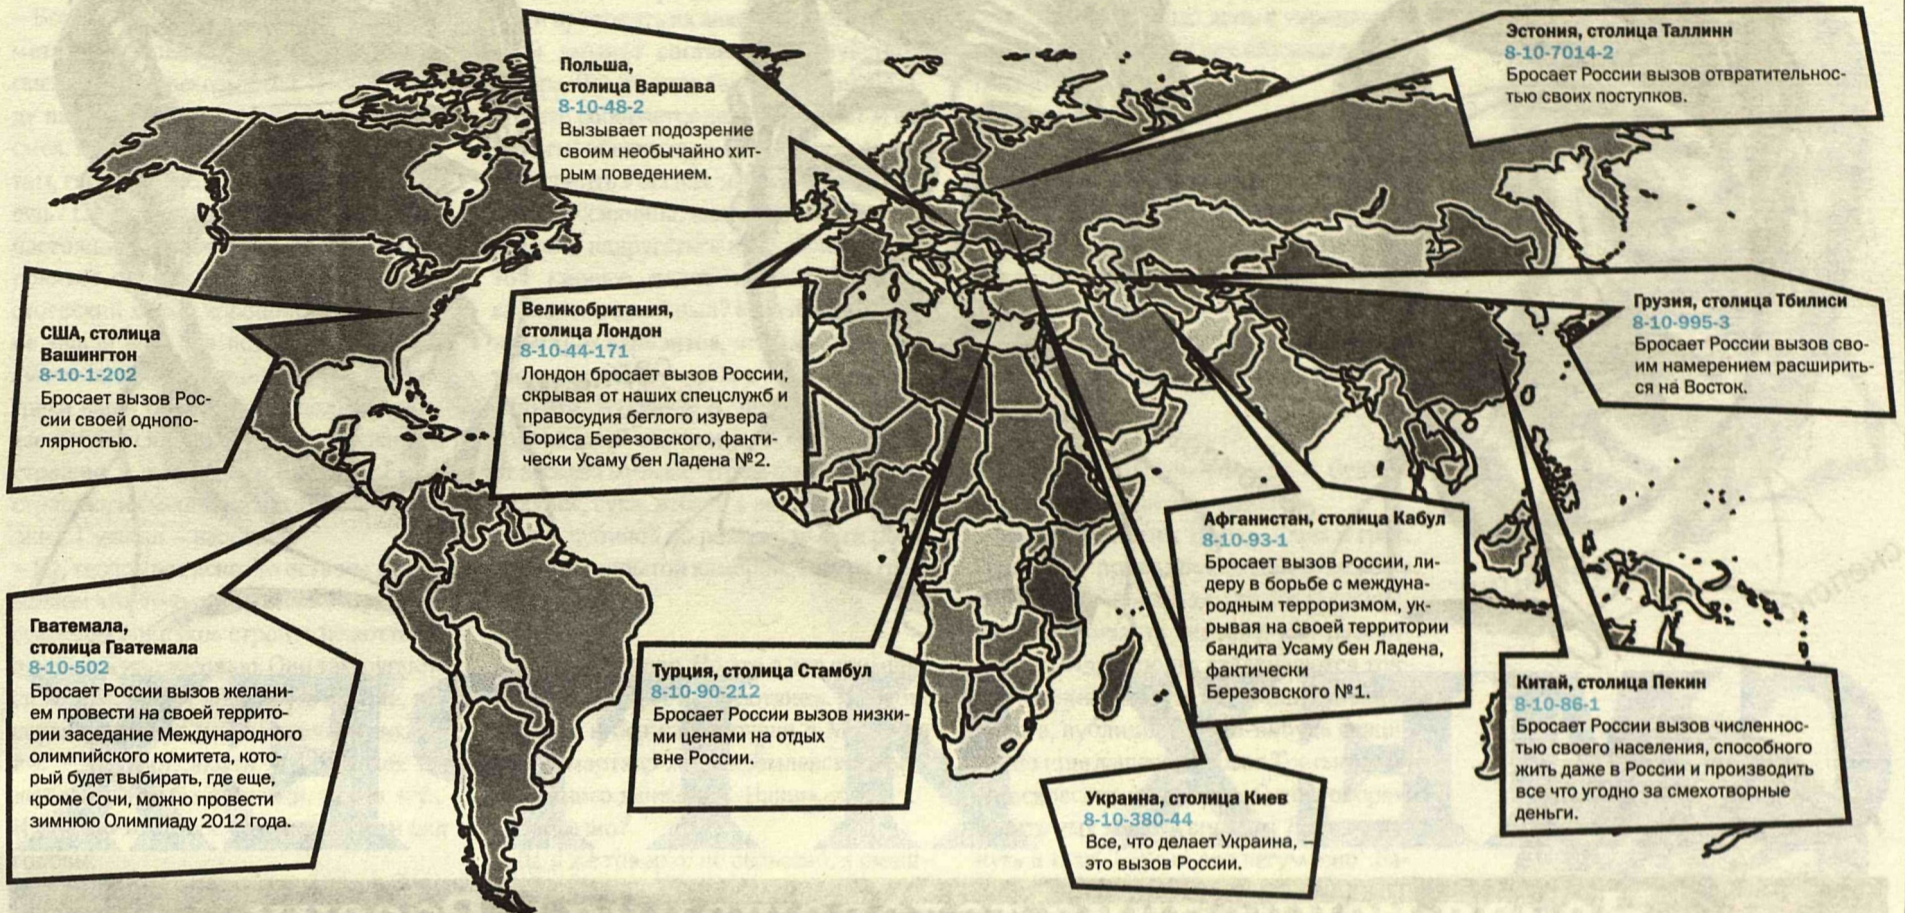 Польша,
столица Варшава
8-10-48-2
Вызывает подозрение
своим необычайно хит-
рым поведением.
Эстония, столица Таллинн
8-10-7014-2
Бросает России вызов отвратительнос-
тью своих поступков.
США, столица
Вашингтон
8-10-1-202
Бросает вызов Рос-
сии своей однопо-
лярностью.
Великобритания,
столица Лондон
8-10-44-171
Лондон бросает вызов России,
скрывая от наших спецслужб и
правосудия беглого изувера
Бориса Березовского, факти-
чески Усаму бен Ладена №2.
Грузия, столица Тбилиси
8-10-995-3
Бросает России вызов сво-
им намерением расширить-
ся на Восток.
Гватемала,
столица Гватемала
8-10-502
Бросает России вызов желани-
ем провести на своей террито-
рии заседание Международного
олимпийского комитета, кото-
рый будет выбирать, где еще,
кроме Сочи, можно провести
зимнюю Олимпиаду 2012 года.
Турция, столица Стамбул
8-10-90-212
Бросает России вызов низки-
ми ценами на отдых
вне России.
Афганистан, столица Кабул
8-10-93-1
Бросает вызов России, ли-
деру в борьбе с междуна-
родным терроризмом, ук-
рывая на своей территории
бандита Усаму бен Ладена,
фактически
Березовского №1.
Украина, столица Киев
8-10-380-44
Все, что делает Украина, –
это вызов России.
Китай, столица Пекин
8-10-86-1
Бросает России вызов численнос-
тью своего населения, способного
жить даже в России и производить
все что угодно за смехотворные
деньги.